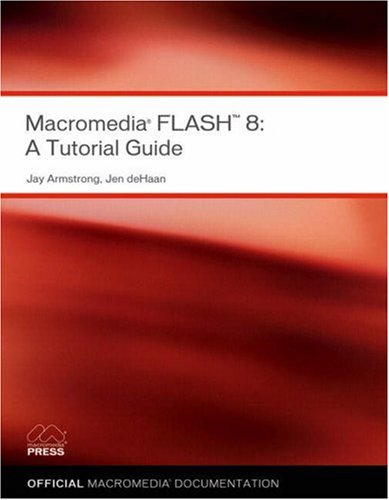 Macromedia® FLASH™ 8:
A Tutorial Guide
Jay Armstrong, Jen deHaan
macromedia®
PRESS
OFFICIAL MACROMEDIA® DOCUMENTATION